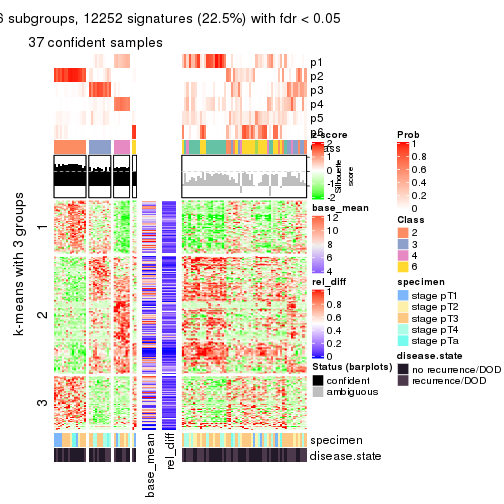 6 subgroups, 12252 signatures (22.5%) with fdr < 0.05
37 confident samples
p1
p2
p3
p4
p5
k-means with 3 groups
1
2
3
z-score
2
1
0
-1
-2
Silhouette
score
base_mean
12
10
8
6
4
rel_diff
1
0.8
0.6
0.4
0.2
0
Status (barplots)
confident
ambiguous
Prob
1
0.8
0.6
0.4
0.2
0
Class
2
3
4
6
specimen
stage pT1
stage pT2
stage pT3
stage pT4
stage pTa
disease.state
no recurrence/DOD
recurrence/DOD
specimen
disease.state
base_mean
rel_diff